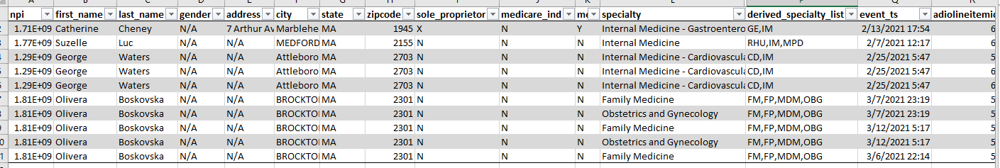 A B C D E F G H I J K L P Q R
npi first_name last_name gender address city state zipcode sole_proprietor medicare_ind me specialty derived_specialty_list event_ts adiolineitemic
2 1.71E+09 Catherine Cheney N/A 7 Arthur Av Marblehe MA 1945 X N Y Internal Medicine - Gastroentero GE,IM 2/13/2021 17:54 6
3 1.77E+09 Suzelle Luc N/A N/A MEDFORD MA 2155 N N N Internal Medicine RHU,IM,MPD 2/7/2021 12:17 6
4 1.29E+09 George Waters N/A N/A Attleboro MA 2703 N N N Internal Medicine - Cardiovascula CD,IM 2/25/2021 5:47 6
5 1.29E+09 George Waters N/A N/A Attleboro MA 2703 N N N Internal Medicine - Cardiovascula CD,IM 2/25/2021 5:47 6
6 1.29E+09 George Waters N/A N/A Attleboro MA 2703 N N N Internal Medicine - Cardiovascula CD,IM 2/25/2021 5:47 6
7 1.81E+09 Olivera Boskovska N/A N/A BROCKTO MA 2301 N N N Family Medicine FM,FP,MDM,OBG 3/7/2021 23:19 5
8 1.81E+09 Olivera Boskovska N/A N/A BROCKTO MA 2301 N N N Obstetrics and Gynecology FM,FP,MDM,OBG 3/7/2021 23:19 5
9 1.81E+09 Olivera Boskovska N/A N/A BROCKTO MA 2301 N N N Family Medicine FM,FP,MDM,OBG 3/12/2021 5:17 5
0 1.81E+09 Olivera Boskovska N/A N/A BROCKTO MA 2301 N N N Obstetrics and Gynecology FM,FP,MDM,OBG 3/12/2021 5:17 5
1 1.81E+09 Olivera Boskovska N/A N/A BROCKTO MA 2301 N N N Family Medicine FM,FP,MDM,OBG 3/6/2021 22:14 5